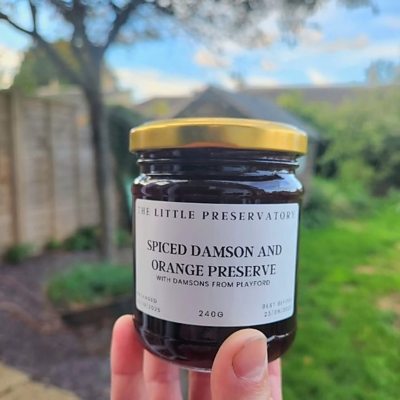 THE LITTLE PRESERVATORY
SPICED DAMSON AND
ORANGE PRESERVE
WITH DAMSONS FROM PLAYFORD
240G